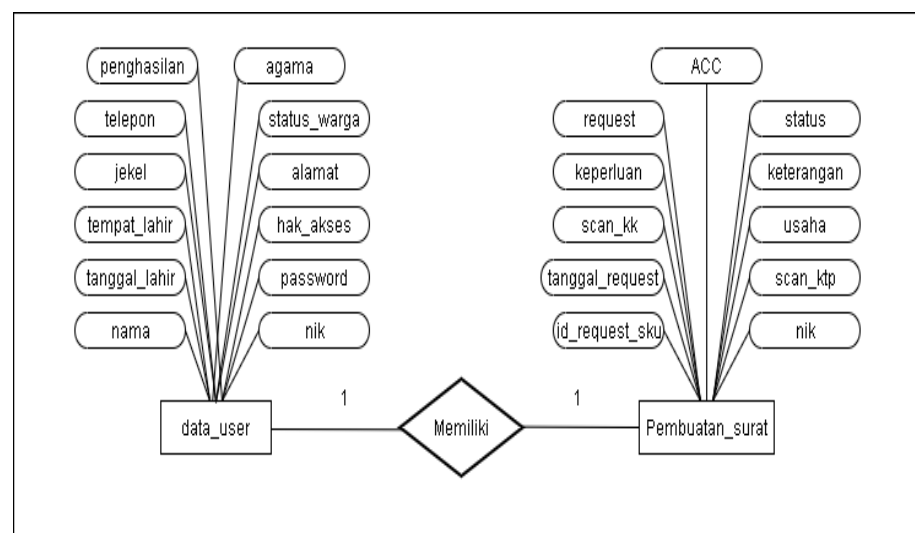 penghasilan
agama
telepon
status_warga
jekel
alamat
tempat_lahir
hak_akses
tanggal_lahir
password
nama
nik
data_user
1
Memiliki
1
ACC
request
status
keperluan
keterangan
scan_kk
usaha
tanggal_request
scan_ktp
id_request_sku
nik
Pembuatan_surat